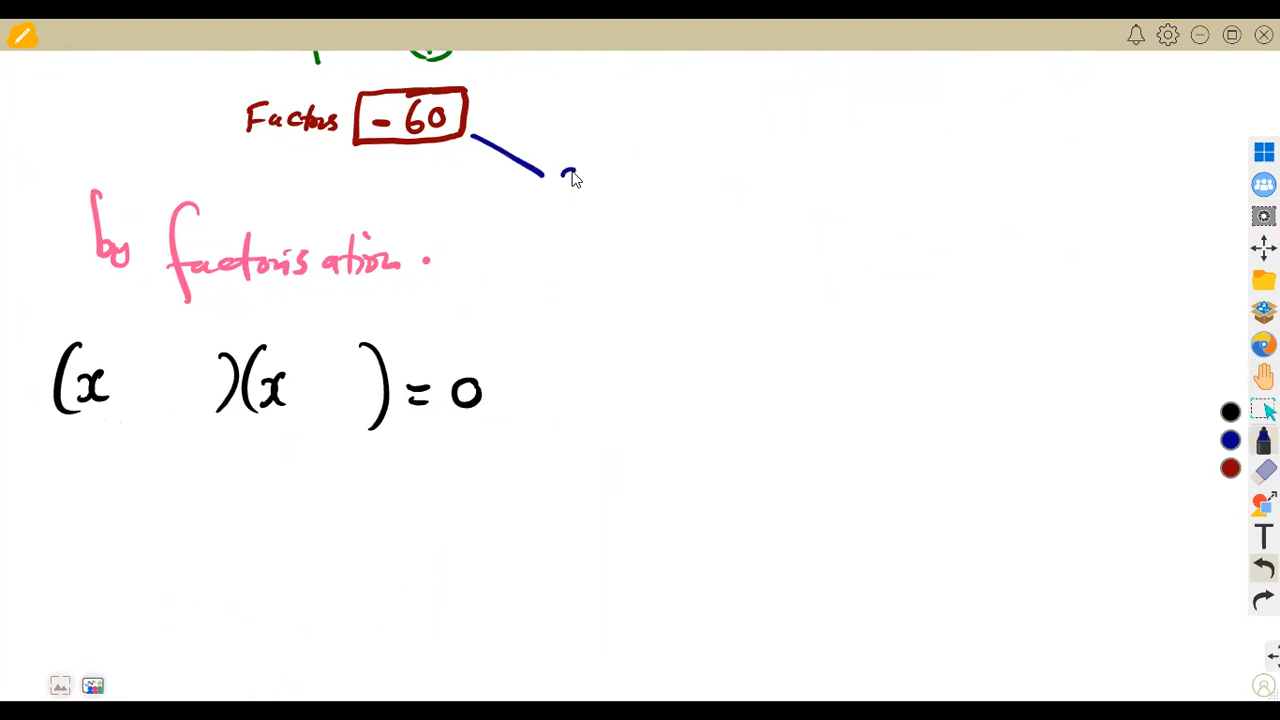 Factors - 60
by factorisation.
(x )(x ) = 0
T